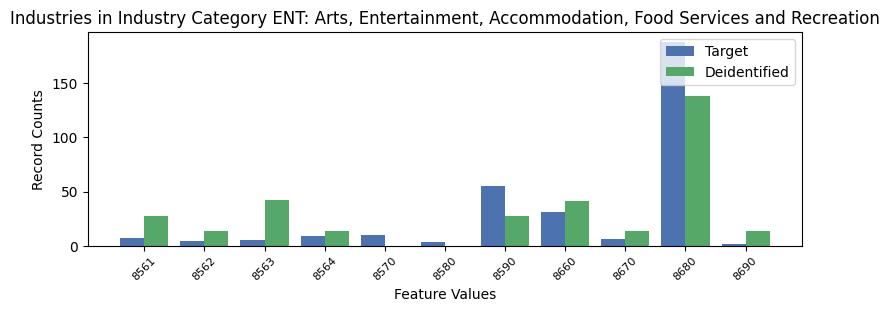 Industries in Industry Category ENT: Arts, Entertainment, Accommodation, Food Services and Recreation
Target
Deidentified
Record Counts
150
100
50
0
8561 8562 8563 8564 8570 8580 8590 8660 8670 8680 8690
Feature Values